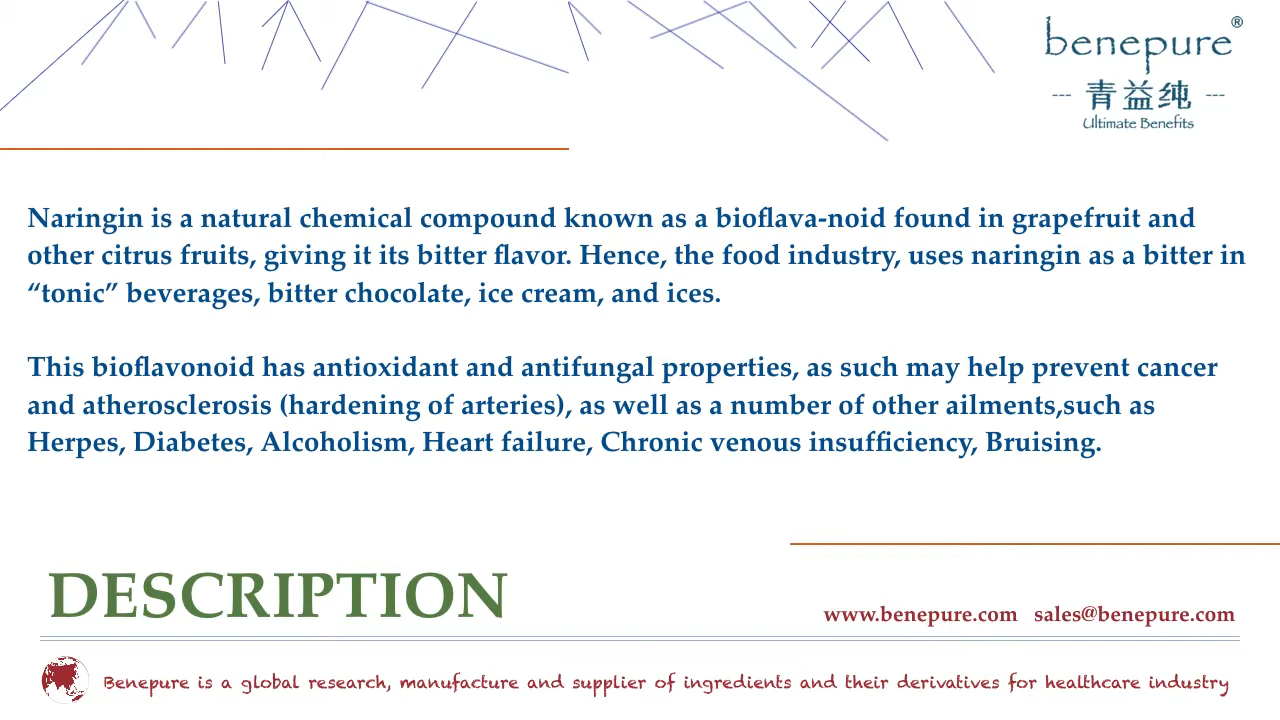 benepure®
--- 青益纯 ---
Ultimate Benefits
Naringin is a natural chemical compound known as a bioflava-noid found in grapefruit and
other citrus fruits, giving it its bitter flavor. Hence, the food industry, uses naringin as a bitter in
“tonic” beverages, bitter chocolate, ice cream, and ices.
This bioflavonoid has antioxidant and antifungal properties, as such may help prevent cancer
and atherosclerosis (hardening of arteries), as well as a number of other ailments,such as
Herpes, Diabetes, Alcoholism, Heart failure, Chronic venous insufficiency, Bruising.
DESCRIPTION
www.benepure.com sales@benepure.com
Benepure is a global research, manufacture and supplier of ingredients and their derivatives for healthcare industry